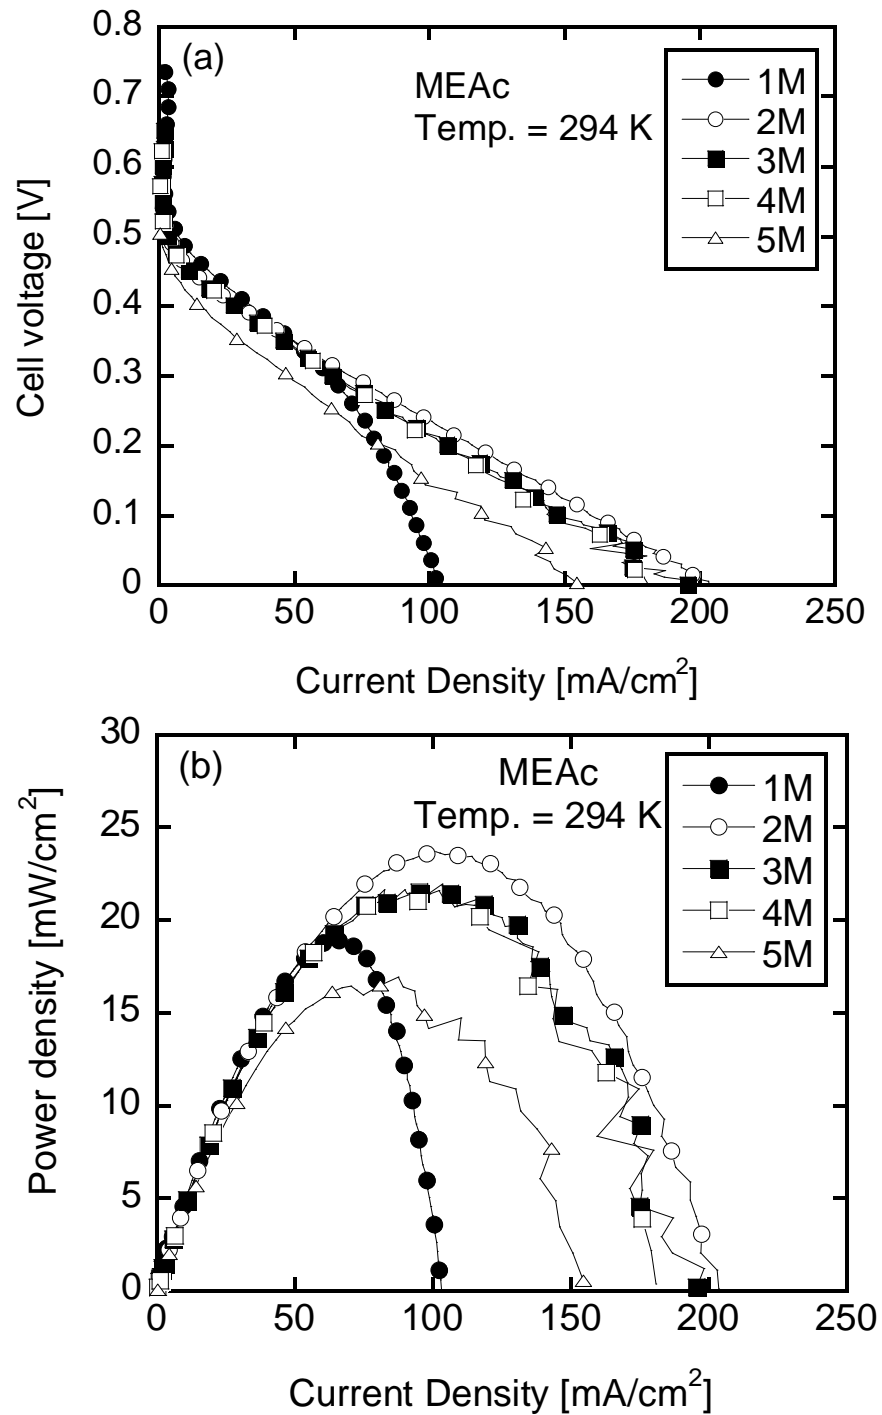 0.8
(a)
MEAc
Temp. = 294 K
1M
2M
3M
4M
5M
0.7
0.6
0.5
0.4
0.3
0.2
0.1
0
Cell voltage [V]
0 50 100 150 200 250
Current Density [mA/cm²]
30
(b)
MEAc
Temp. = 294 K
1M
2M
3M
4M
5M
25
20
15
10
5
0
Power density [mW/cm²]
0 50 100 150 200 250
Current Density [mA/cm²]